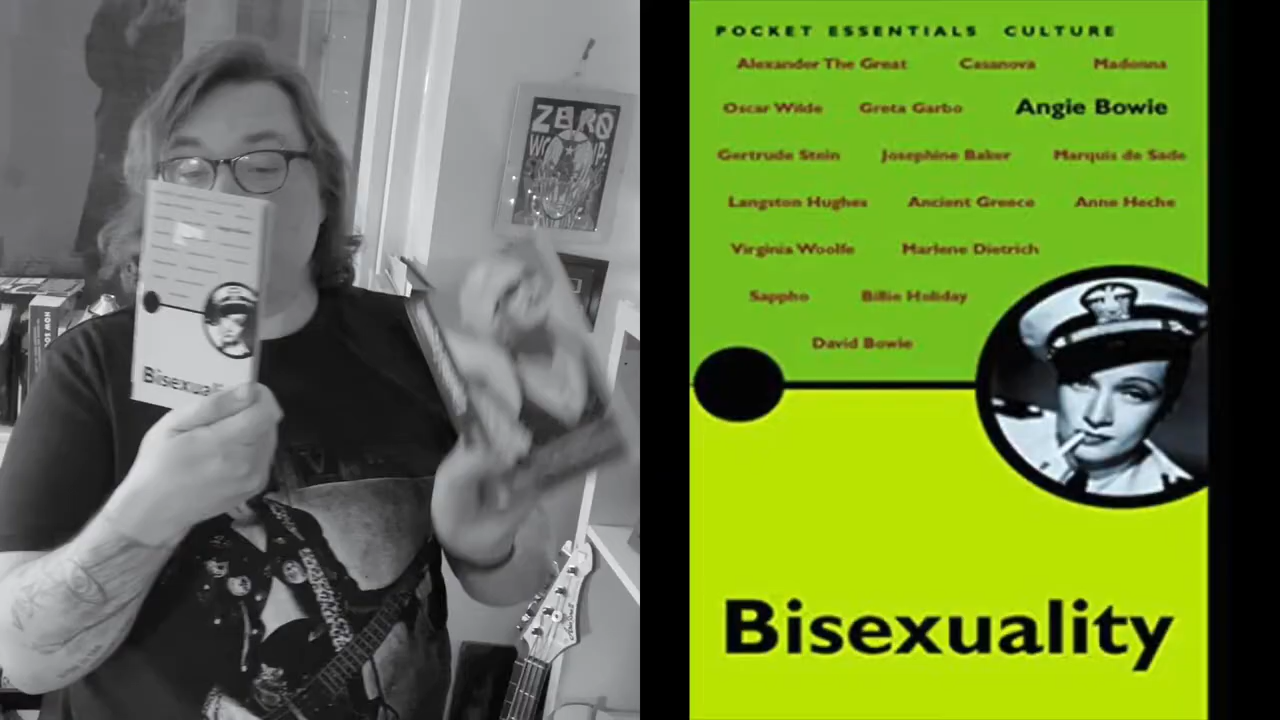 ZERO
Bisexuali
POCKET ESSENTIALS CULTURE
Alexander The Great Casanova Madonna
Oscar Wilde Greta Garbo Angie Bowie
Gertrude Stein Josephine Baker Marquis de Sade
Langston Hughes Ancient Greece Anne Heche
Virginia Woolfe Marlene Dietrich
Sappho Billie Holiday
David Bowie
Bisexuality